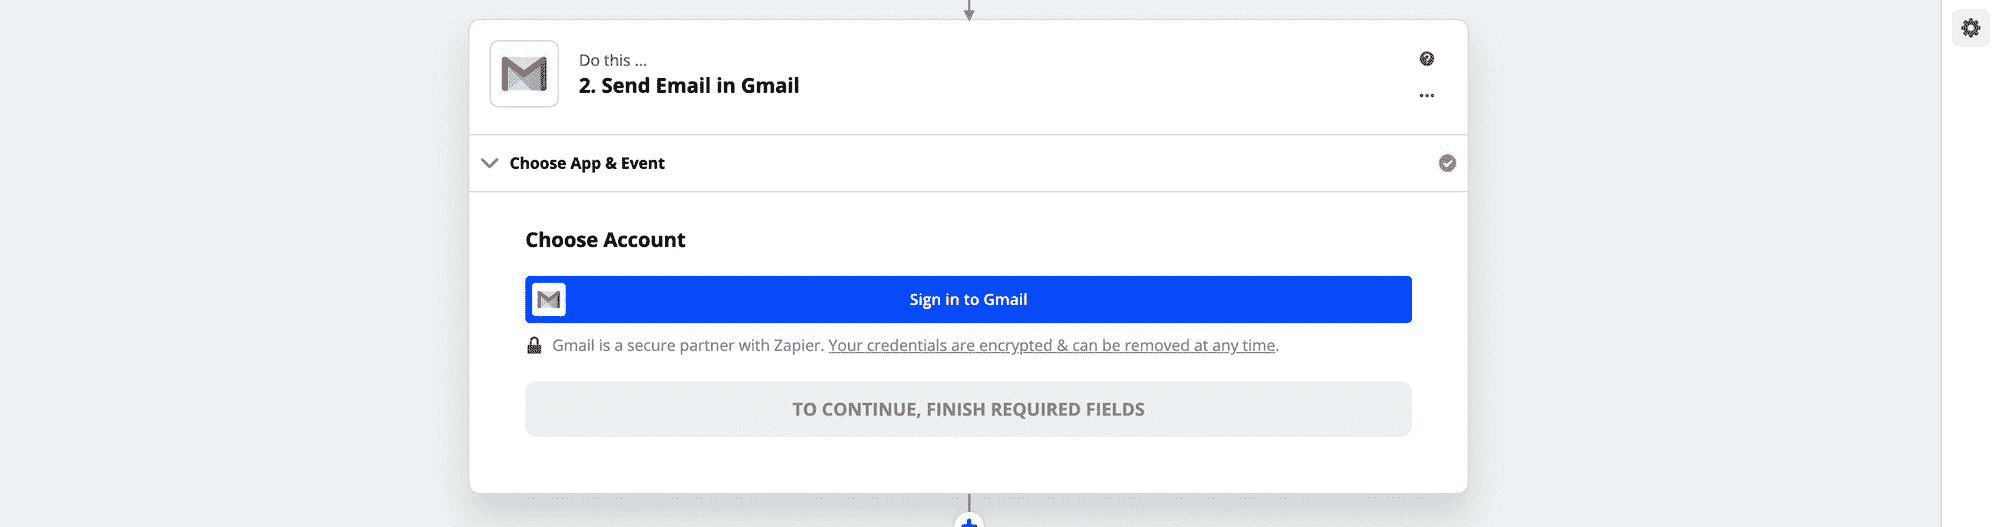 Do this ...
2. Send Email in Gmail
Choose App & Event
Choose Account
Sign in to Gmail
Gmail is a secure partner with Zapier. Your credentials are encrypted & can be removed at any time.
TO CONTINUE, FINISH REQUIRED FIELDS